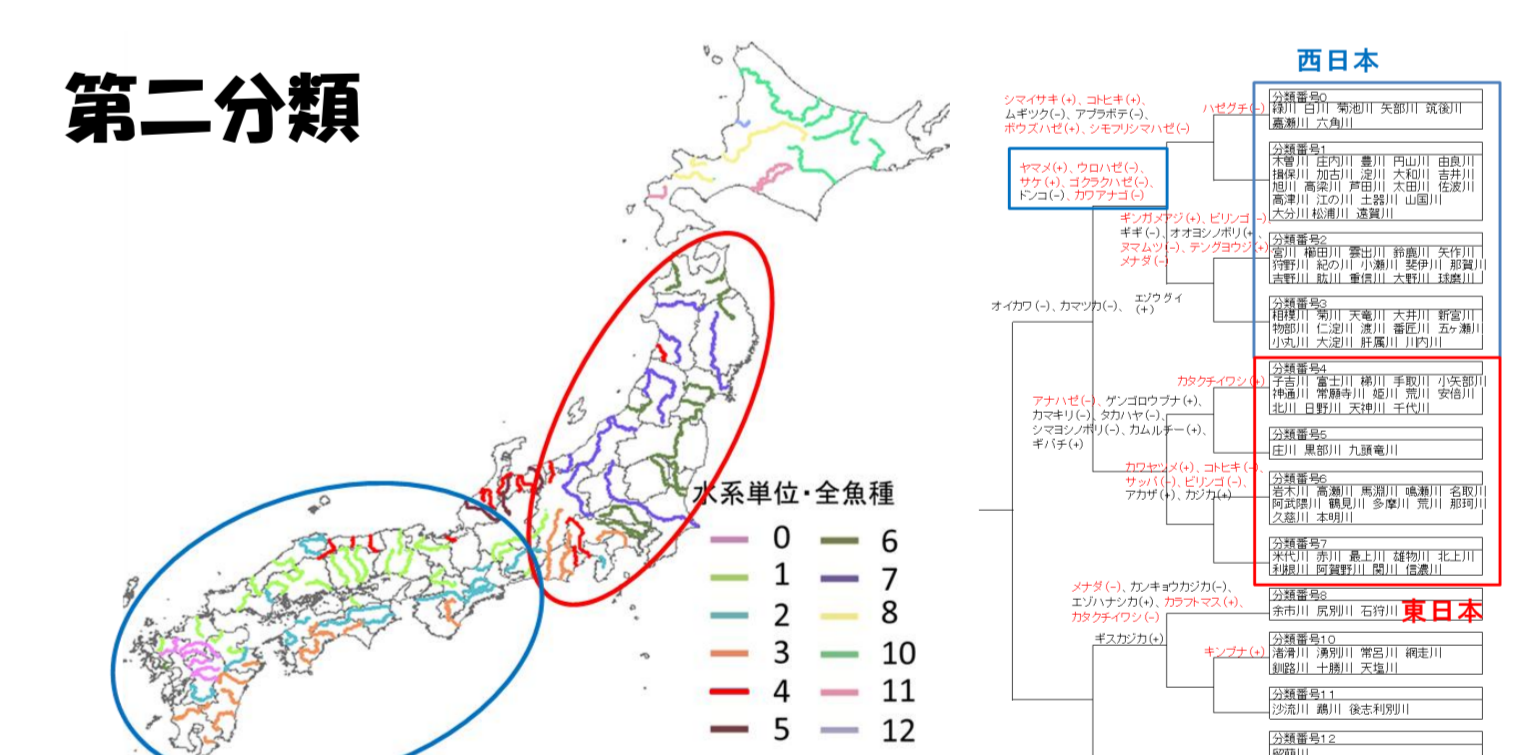 第二分類
水系単位・全魚種
0
1
2
3
4
5
6
7
8
10
11
12
西日本
シマイサキ(+)、コトヒキ(+)、
ムギツク(-)、アブラボテ(-)、
ボウズハゼ(+)、シモフリシマハゼ(-)
ハゼグチ(-)
ヤマメ(+)、ウロハゼ(-)、
サケ(+)、ゴクラクハゼ(-)、
ドンコ(-)、カワアナゴ(-)
ギンガメアジ(+)、ビリンゴ(-)、
ギギ(-)、オオヨシノボリ(+)、
ヌマムツ(-)、テングヨウジ(+)、
メナダ(-)
オイカワ(-)、カマツカ(-)、
エゾウグイ
(+)
カタクチイワシ(+)
アナハゼ(-)、ゲンゴロウブナ(+)、
カマキリ(-)、タカハヤ(-)、
シマヨシノボリ(-)、カムルチー(+)、
ギバチ(+)
カワヤツメ(+)、コトヒキ(-)、
サッパ(-)、ビリンゴ(-)、
アカザ(+)、カジカ(+)
メナダ(-)、カンキョウカジカ(-)、
エゾハナシカ(+)、カラフトマス(+)、
カタクチイワシ(-)
ギスカジカ(+)
キンブナ(+)
分類番号0
緑川 白川 菊池川 矢部川 筑後川
嘉瀬川 六角川
分類番号1
木曽川 庄内川 豊川 円山川 由良川
揖保川 加古川 淀川 大和川 吉井川
旭川 高梁川 芦田川 太田川 佐波川
高津川 江の川 土器川 山国川
大分川 松浦川 遠賀川
分類番号2
宮川 櫛田川 雲出川 鈴鹿川 矢作川
狩野川 紀の川 小瀬川 斐伊川 那賀川
吉野川 肱川 重信川 大野川 球磨川
分類番号3
相模川 菊川 天竜川 大井川 新宮川
物部川 仁淀川 渡川 番匠川 五ヶ瀬川
小丸川 大淀川 肝属川 川内川
分類番号4
子吉川 富士川 梯川 手取川 小矢部川
神通川 常願寺川 姫川 荒川 安倍川
北川 日野川 天神川 千代川
分類番号5
庄川 黒部川 九頭竜川
分類番号6
岩木川 高瀬川 馬淵川 鳴瀬川 名取川
阿武隈川 鶴見川 多摩川 荒川 那珂川
久慈川 本明川
分類番号7
米代川 赤川 最上川 雄物川 北上川
利根川 阿賀野川 関川 信濃川
分類番号8
余市川 尻別川 石狩川
東日本
分類番号10
渚滑川 湧別川 常呂川 網走川
釧路川 十勝川 天塩川
分類番号11
沙流川 鵡川 後志利別川
分類番号12